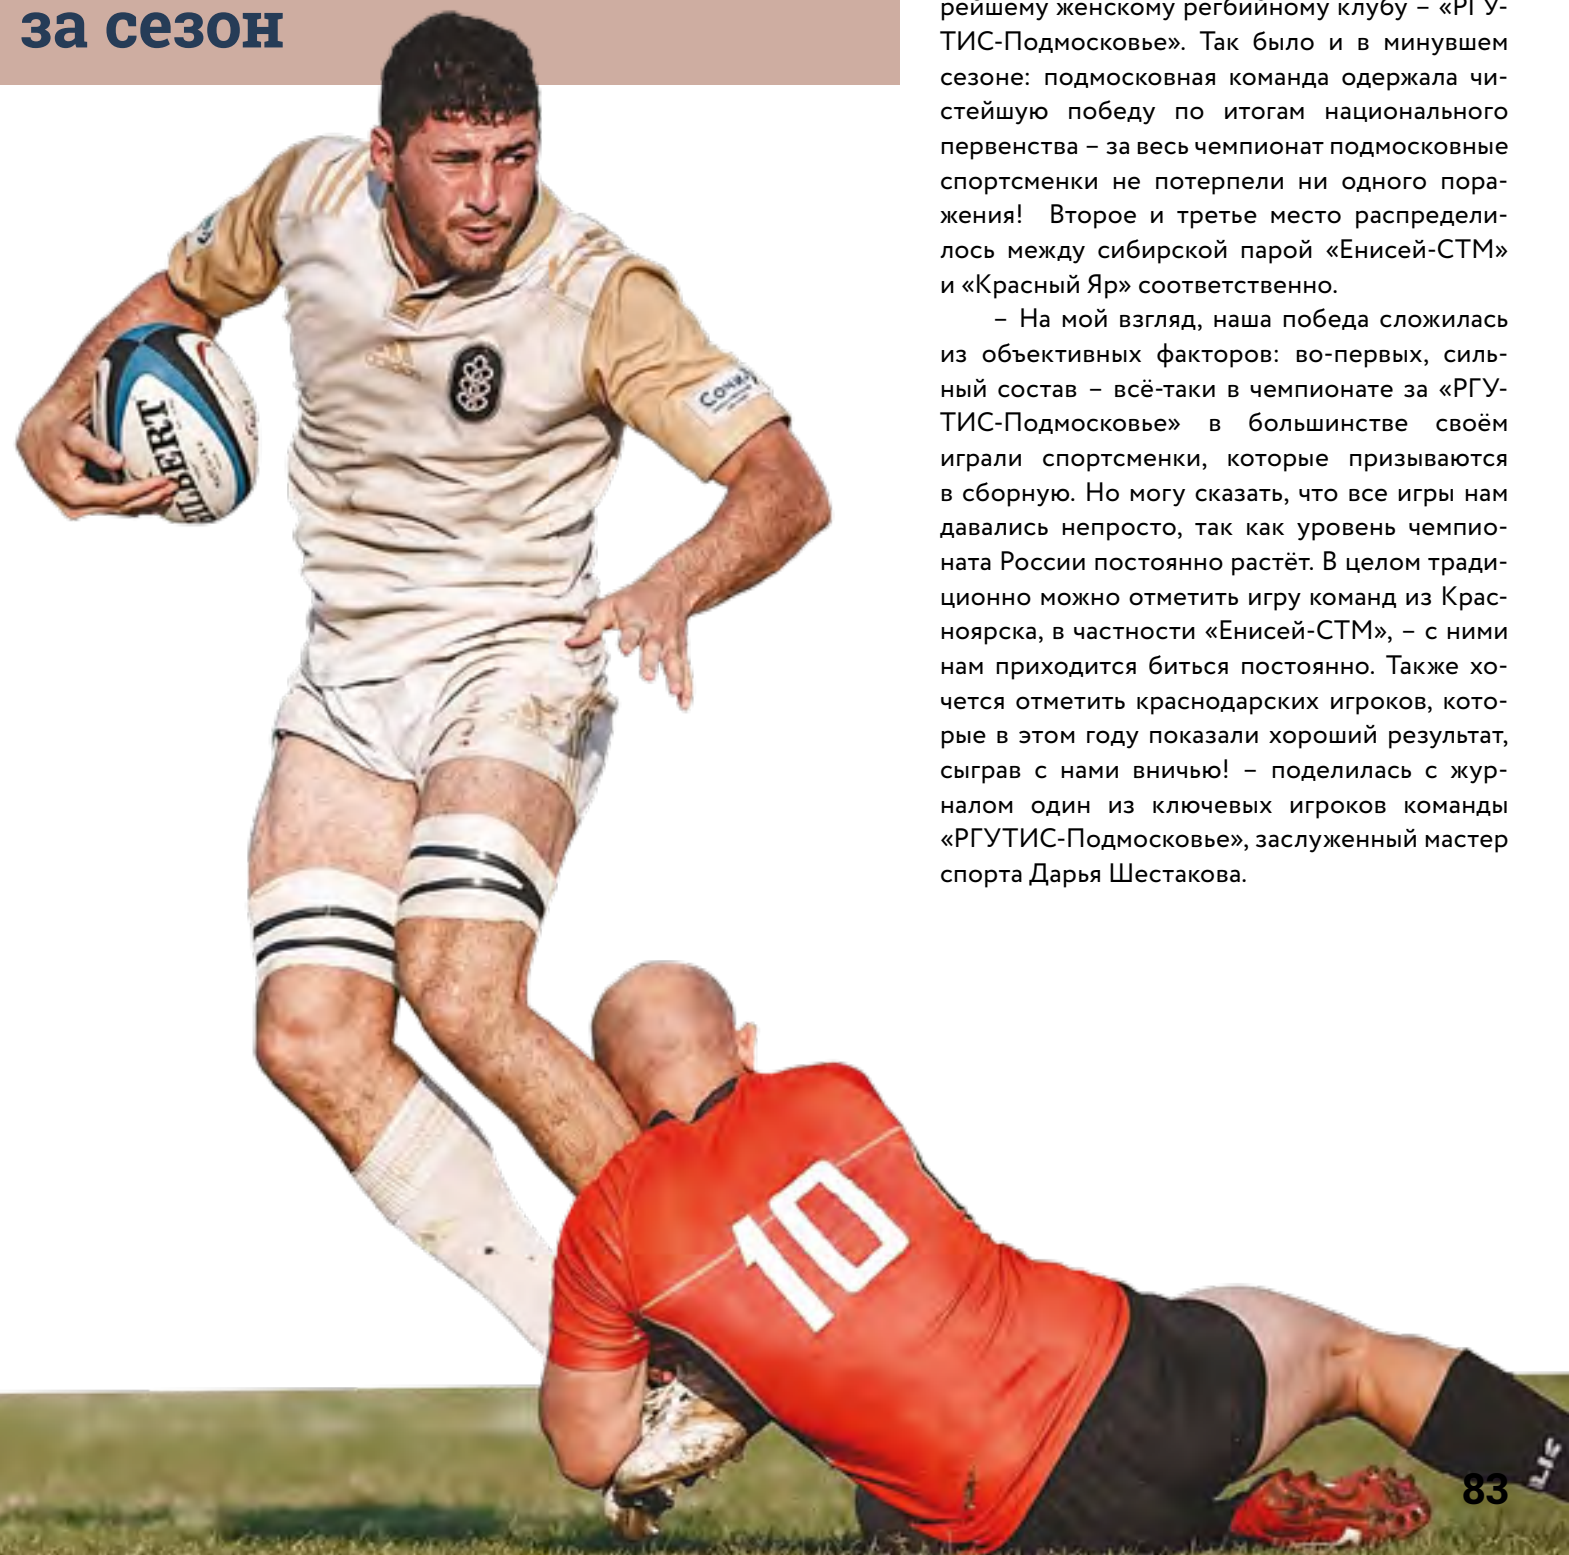 за сезон
рейшему женскому регбийному клубу – «РГУ-
ТИС-Подмосковье». Так было и в минувшем
сезоне: подмосковная команда одержала чи-
стейшую победу по итогам национального
первенства – за весь чемпионат подмосковные
спортсменки не потерпели ни одного пора-
жения! Второе и третье место распредели-
лось между сибирской парой «Енисей-СТМ»
и «Красный Яр» соответственно.
– На мой взгляд, наша победа сложилась
из объективных факторов: во-первых, силь-
ный состав – всё-таки в чемпионате за «РГУ-
ТИС-Подмосковье» в большинстве своём
играли спортсменки, которые призываются
в сборную. Но могу сказать, что все игры нам
давались непросто, так как уровень чемпио-
ната России постоянно растёт. В целом тради-
ционно можно отметить игру команд из Крас-
ноярска, в частности «Енисей-СТМ», – с ними
нам приходится биться постоянно. Также хо-
чется отметить краснодарских игроков, кото-
рые в этом году показали хороший результат,
сыграв с нами вничью! – поделилась с жур-
налом один из ключевых игроков команды
«РГУТИС-Подмосковье», заслуженный мастер
спорта Дарья Шестакова.
GILBERT
10
83